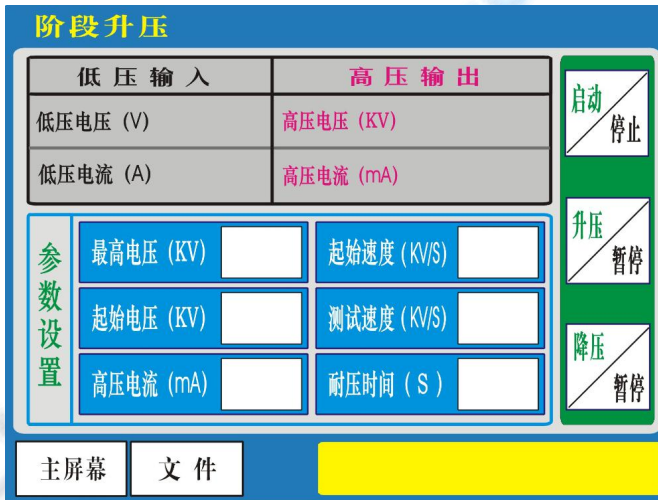 阶段升压
低压输入 高压输出
低压电压 (V) 高压电压 (KV)
低压电流 (A) 高压电流 (mA)
启动
停止
升压
暂停
降压
暂停
参数设置
最高电压 (KV) 起始速度 (KV/S)
起始电压 (KV) 测试速度 (KV/S)
高压电流 (mA) 耐压时间 ( S )
主屏幕 文件